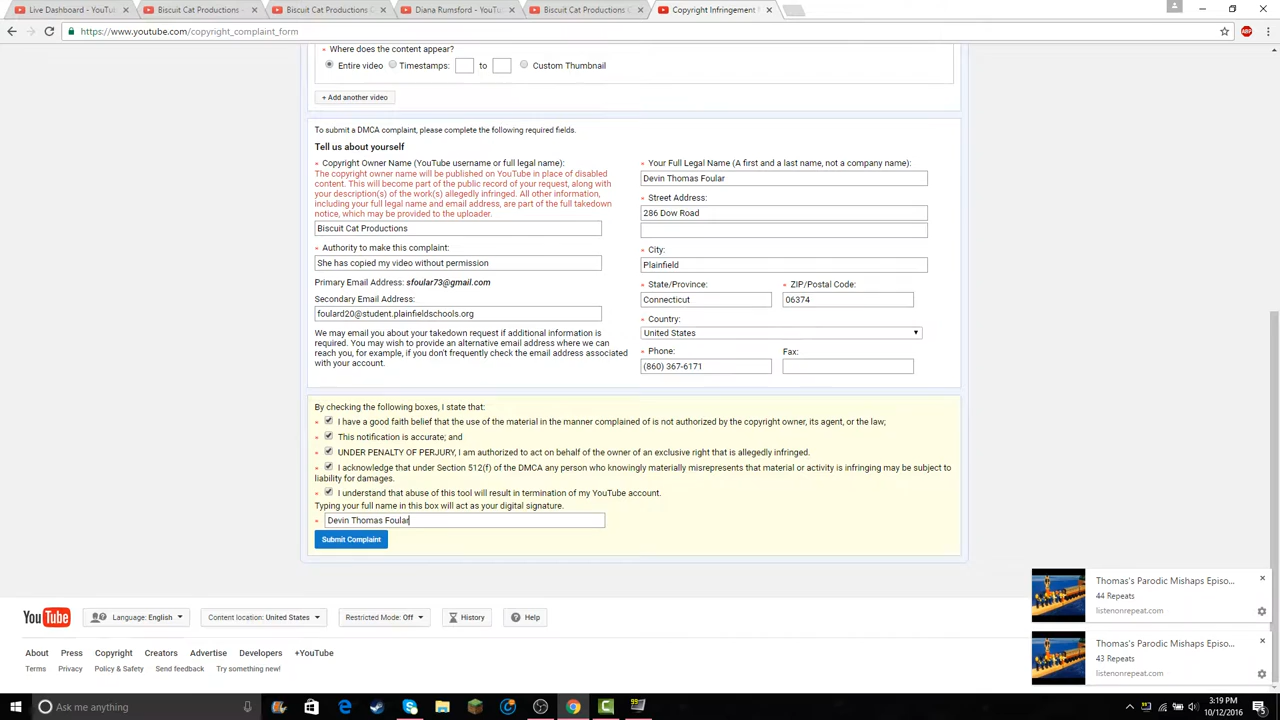 Live Dashboard - YouTu
Biscuit Cat Productions -
Biscuit Cat Productions C
Diana Rumsford - YouTu
Biscuit Cat Productions C
Copyright Infringement
https://www.youtube.com/copyright_complaint_form
* Where does the content appear?
Entire video Timestamps: to Custom Thumbnail
+ Add another video
To submit a DMCA complaint, please complete the following required fields.
Tell us about yourself
* Copyright Owner Name (YouTube username or full legal name):
The copyright owner name will be published on YouTube in place of disabled
content. This will become part of the public record of your request, along with
your description(s) of the work(s) allegedly infringed. All other information,
including your full legal name and email address, are part of the full takedown
notice, which may be provided to the uploader.
Biscuit Cat Productions
* Authority to make this complaint:
She has copied my video without permission
Primary Email Address: sfoular73@gmail.com
Secondary Email Address:
foulard20@student.plainfieldschools.org
We may email you about your takedown request if additional information is
required. You may wish to provide an alternative email address where we can
reach you, for example, if you don't frequently check the email address associated
with your account.
* Your Full Legal Name (A first and a last name, not a company name):
Devin Thomas Foular
* Street Address:
286 Dow Road
* City:
Plainfield
* State/Province: * ZIP/Postal Code:
Connecticut 06374
* Country:
United States
* Phone: Fax:
(860) 367-6171
By checking the following boxes, I state that:
* I have a good faith belief that the use of the material in the manner complained of is not authorized by the copyright owner, its agent, or the law;
* This notification is accurate; and
* UNDER PENALTY OF PERJURY, I am authorized to act on behalf of the owner of an exclusive right that is allegedly infringed.
* I acknowledge that under Section 512(f) of the DMCA any person who knowingly materially misrepresents that material or activity is infringing may be subject to
liability for damages.
* I understand that abuse of this tool will result in termination of my YouTube account.
Typing your full name in this box will act as your digital signature.
* Devin Thomas Foular
Submit Complaint
Thomas's Parodic Mishaps Episo...
44 Repeats
listenonrepeat.com
Thomas's Parodic Mishaps Episo...
43 Repeats
listenonrepeat.com
YouTube Language: English Content location: United States Restricted Mode: Off History Help
About Press Copyright Creators Advertise Developers +YouTube
Terms Privacy Policy & Safety Send feedback Try something new!
Ask me anything
3:19 PM
10/12/2016